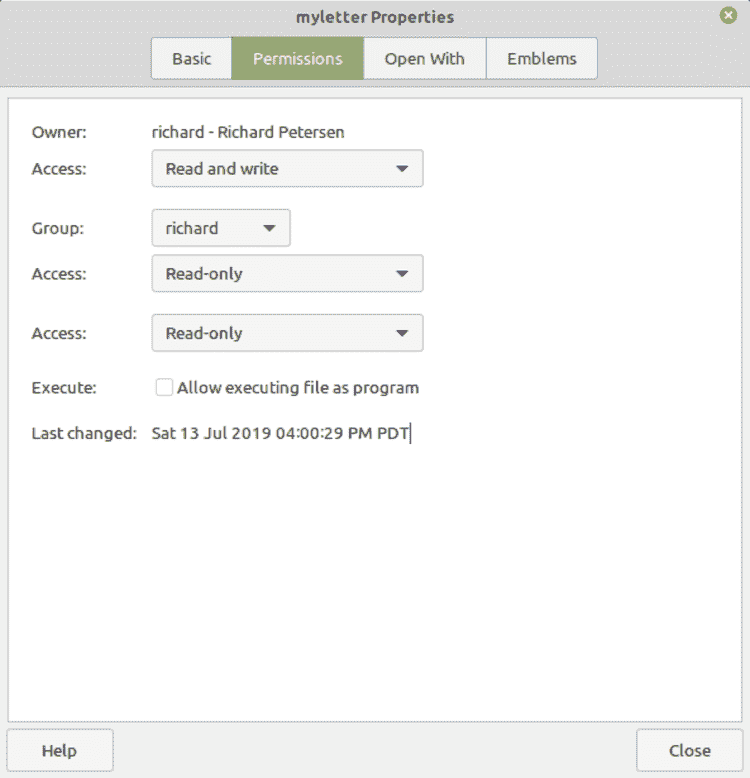 myletter Properties
Basic Permissions Open With Emblems
Owner: richard - Richard Petersen
Access: Read and write
Group: richard
Access: Read-only
Access: Read-only
Execute: Allow executing file as program
Last changed: Sat 13 Jul 2019 04:00:29 PM PDT
Help Close